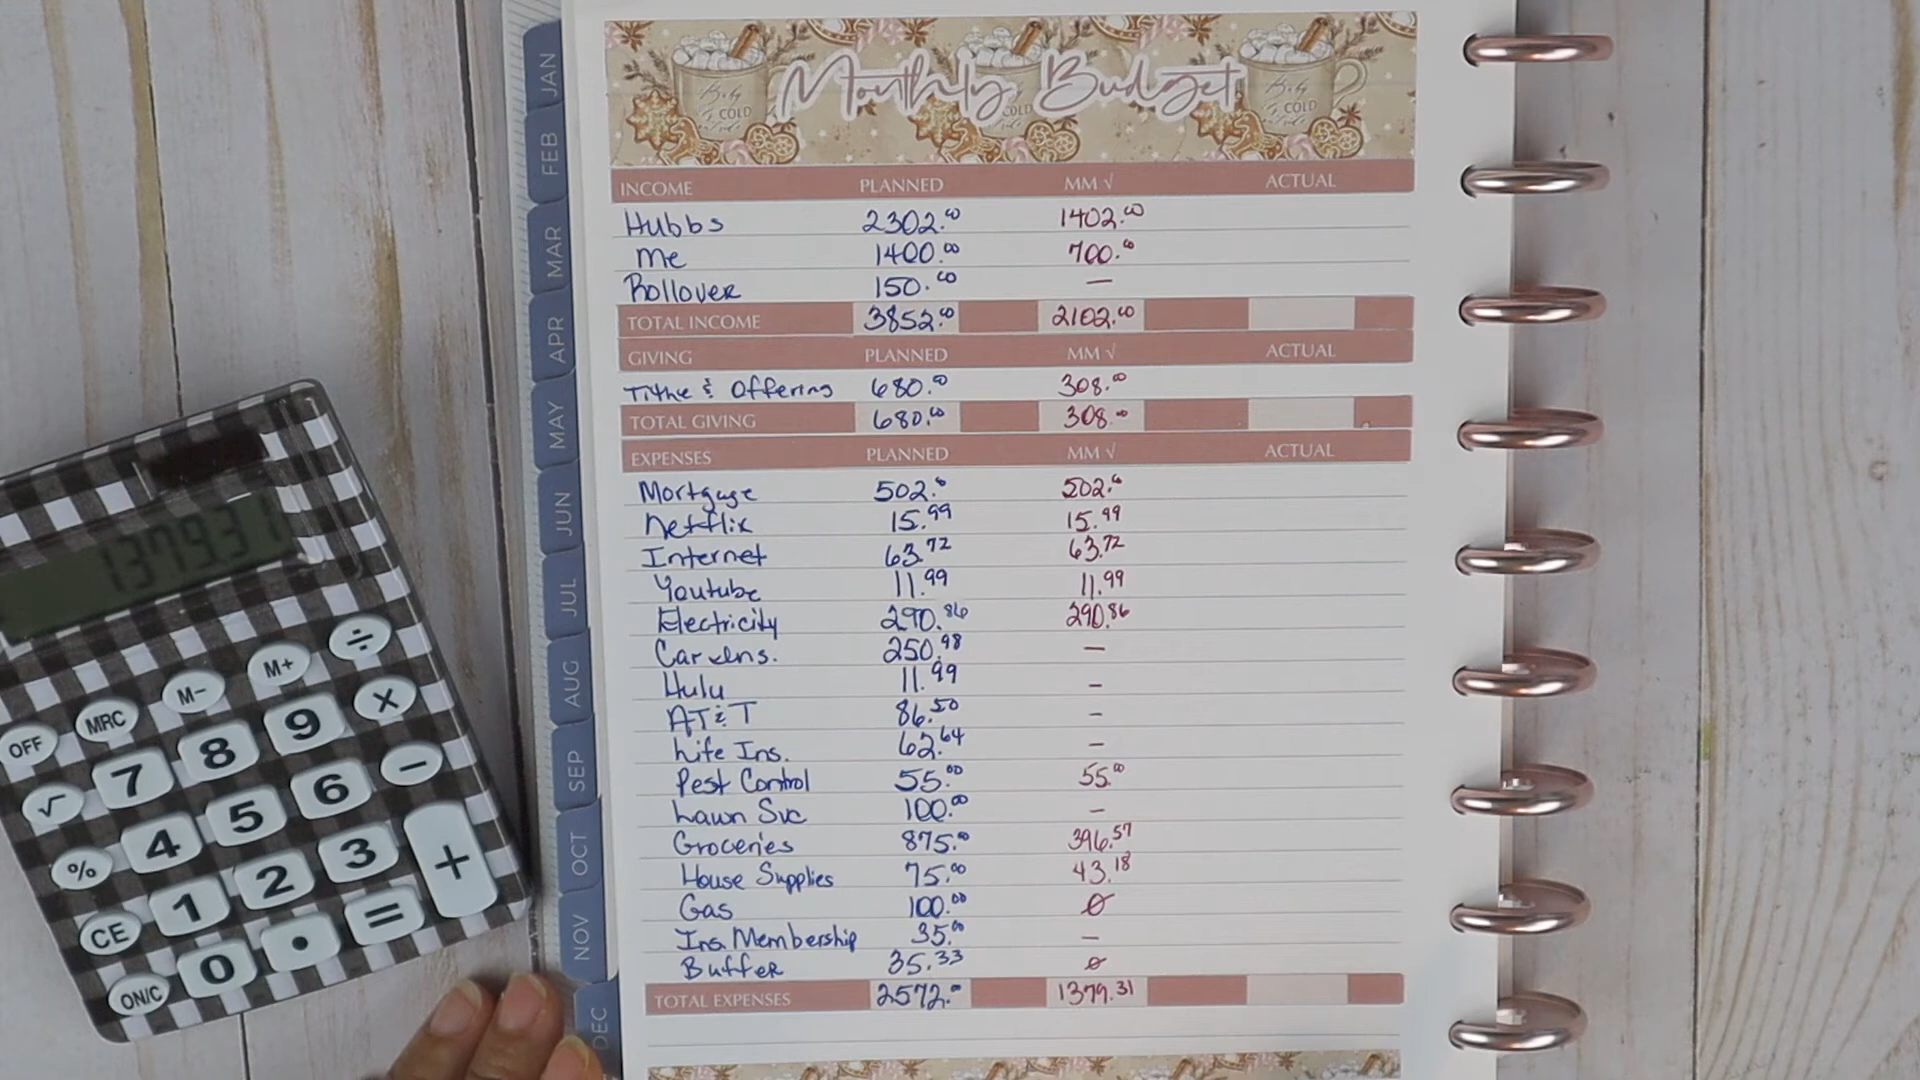 Monthly Budget
INCOME PLANNED MM √ ACTUAL
Hubbs 2302.00 1402.00
Me 1400.00 700.00
Rollover 150.00 —
TOTAL INCOME 3852.00 2102.00
GIVING PLANNED MM √ ACTUAL
Tithe & Offering 680.00 308.00
TOTAL GIVING 680.00 308.00
EXPENSES PLANNED MM √ ACTUAL
Mortgage 502.00 502.00
Netflix 15.99 15.99
Internet 63.72 63.72
Youtube 11.99 11.99
Electricity 290.86 290.86
Car Ins. 250.98 —
Hulu 11.99 –
AT&T 86.50 –
Life Ins. 62.64 –
Pest Control 55.00 55.00
Lawn Svc 100.00 –
Groceries 875.00 396.57
House Supplies 75.00 43.18
Gas 100.00 Ø
Ins. Membership 35.00 –
Buffer 35.33 Ø
TOTAL EXPENSES 2572.00 1379.31
JAN
FEB
MAR
APR
MAY
JUN
JUL
AUG
SEP
OCT
NOV
DEC
1379.31
OFF MRC M− M+ ÷
√ 7 8 9 ×
% 4 5 6 −
CE 1 2 3 +
ON/C 0 • =
COLD
COLD
COLD